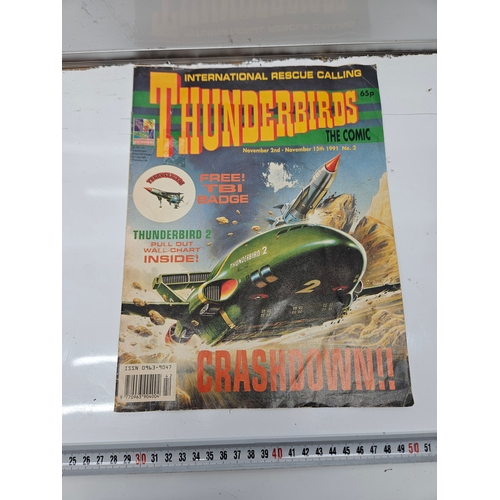 INTERNATIONAL RESCUE CALLING
THUNDERBIRDS
65p
THE COMIC
November 2nd - November 15th 1991 No. 2
FREE!
TB1
BADGE
THUNDERBIRD 2
PULL OUT
WALL-CHART
INSIDE!
THUNDERBIRD 2
2
CRASHDOWN!!
ISSN 0963-9047
25 26 27 28 29 30 31 32 33 34 35 36 37 38 39 40 41 42 43 44 45 46 47 48 49 50 51